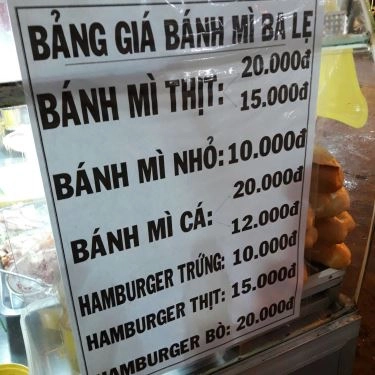 BẢNG GIÁ BÁNH MÌ BA LẸ
BÁNH MÌ THỊT: 20.000đ
15.000đ
BÁNH MÌ NHỎ: 10.000đ
BÁNH MÌ CÁ: 20.000đ
12.000đ
HAMBURGER TRỨNG: 10.000đ
HAMBURGER THỊT: 15.000đ
HAMBURGER BÒ: 20.000đ